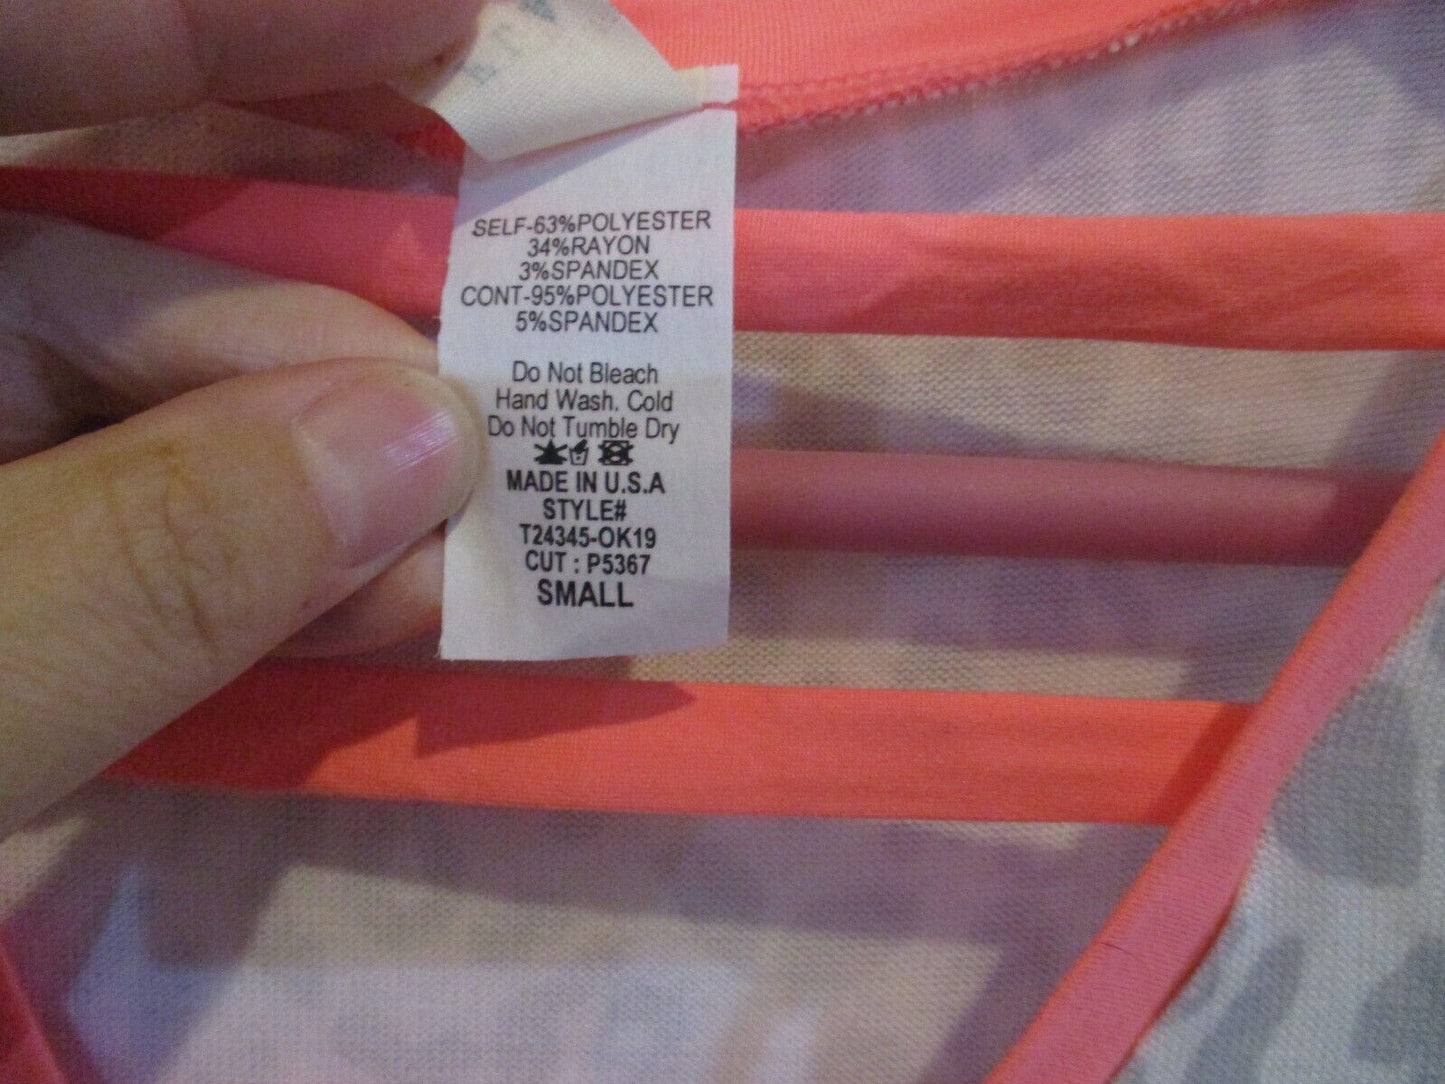 SELF-63%POLYESTER
34%RAYON
3%SPANDEX
CONT-95%POLYESTER
5%SPANDEX
Do Not Bleach
Hand Wash. Cold
Do Not Tumble Dry
MADE IN U.S.A
STYLE#
T24345-OK19
CUT : P5367
SMALL